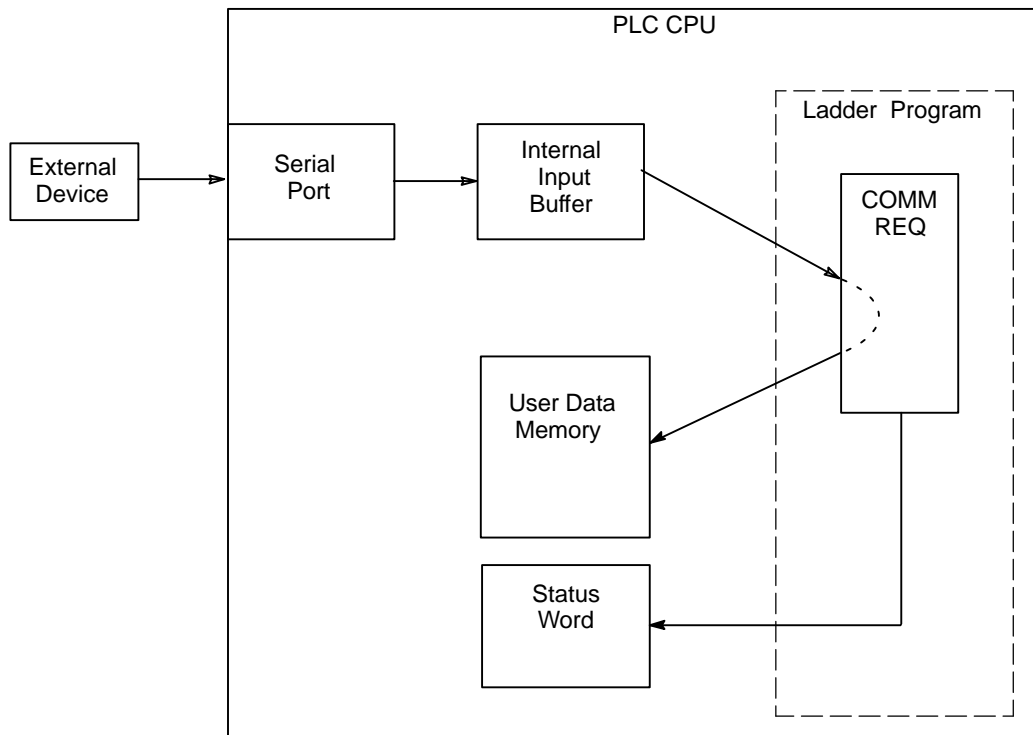 PLC CPU
Ladder Program
External
Device
Serial
Port
Internal
Input
Buffer
COMM
REQ
User Data
Memory
Status
Word